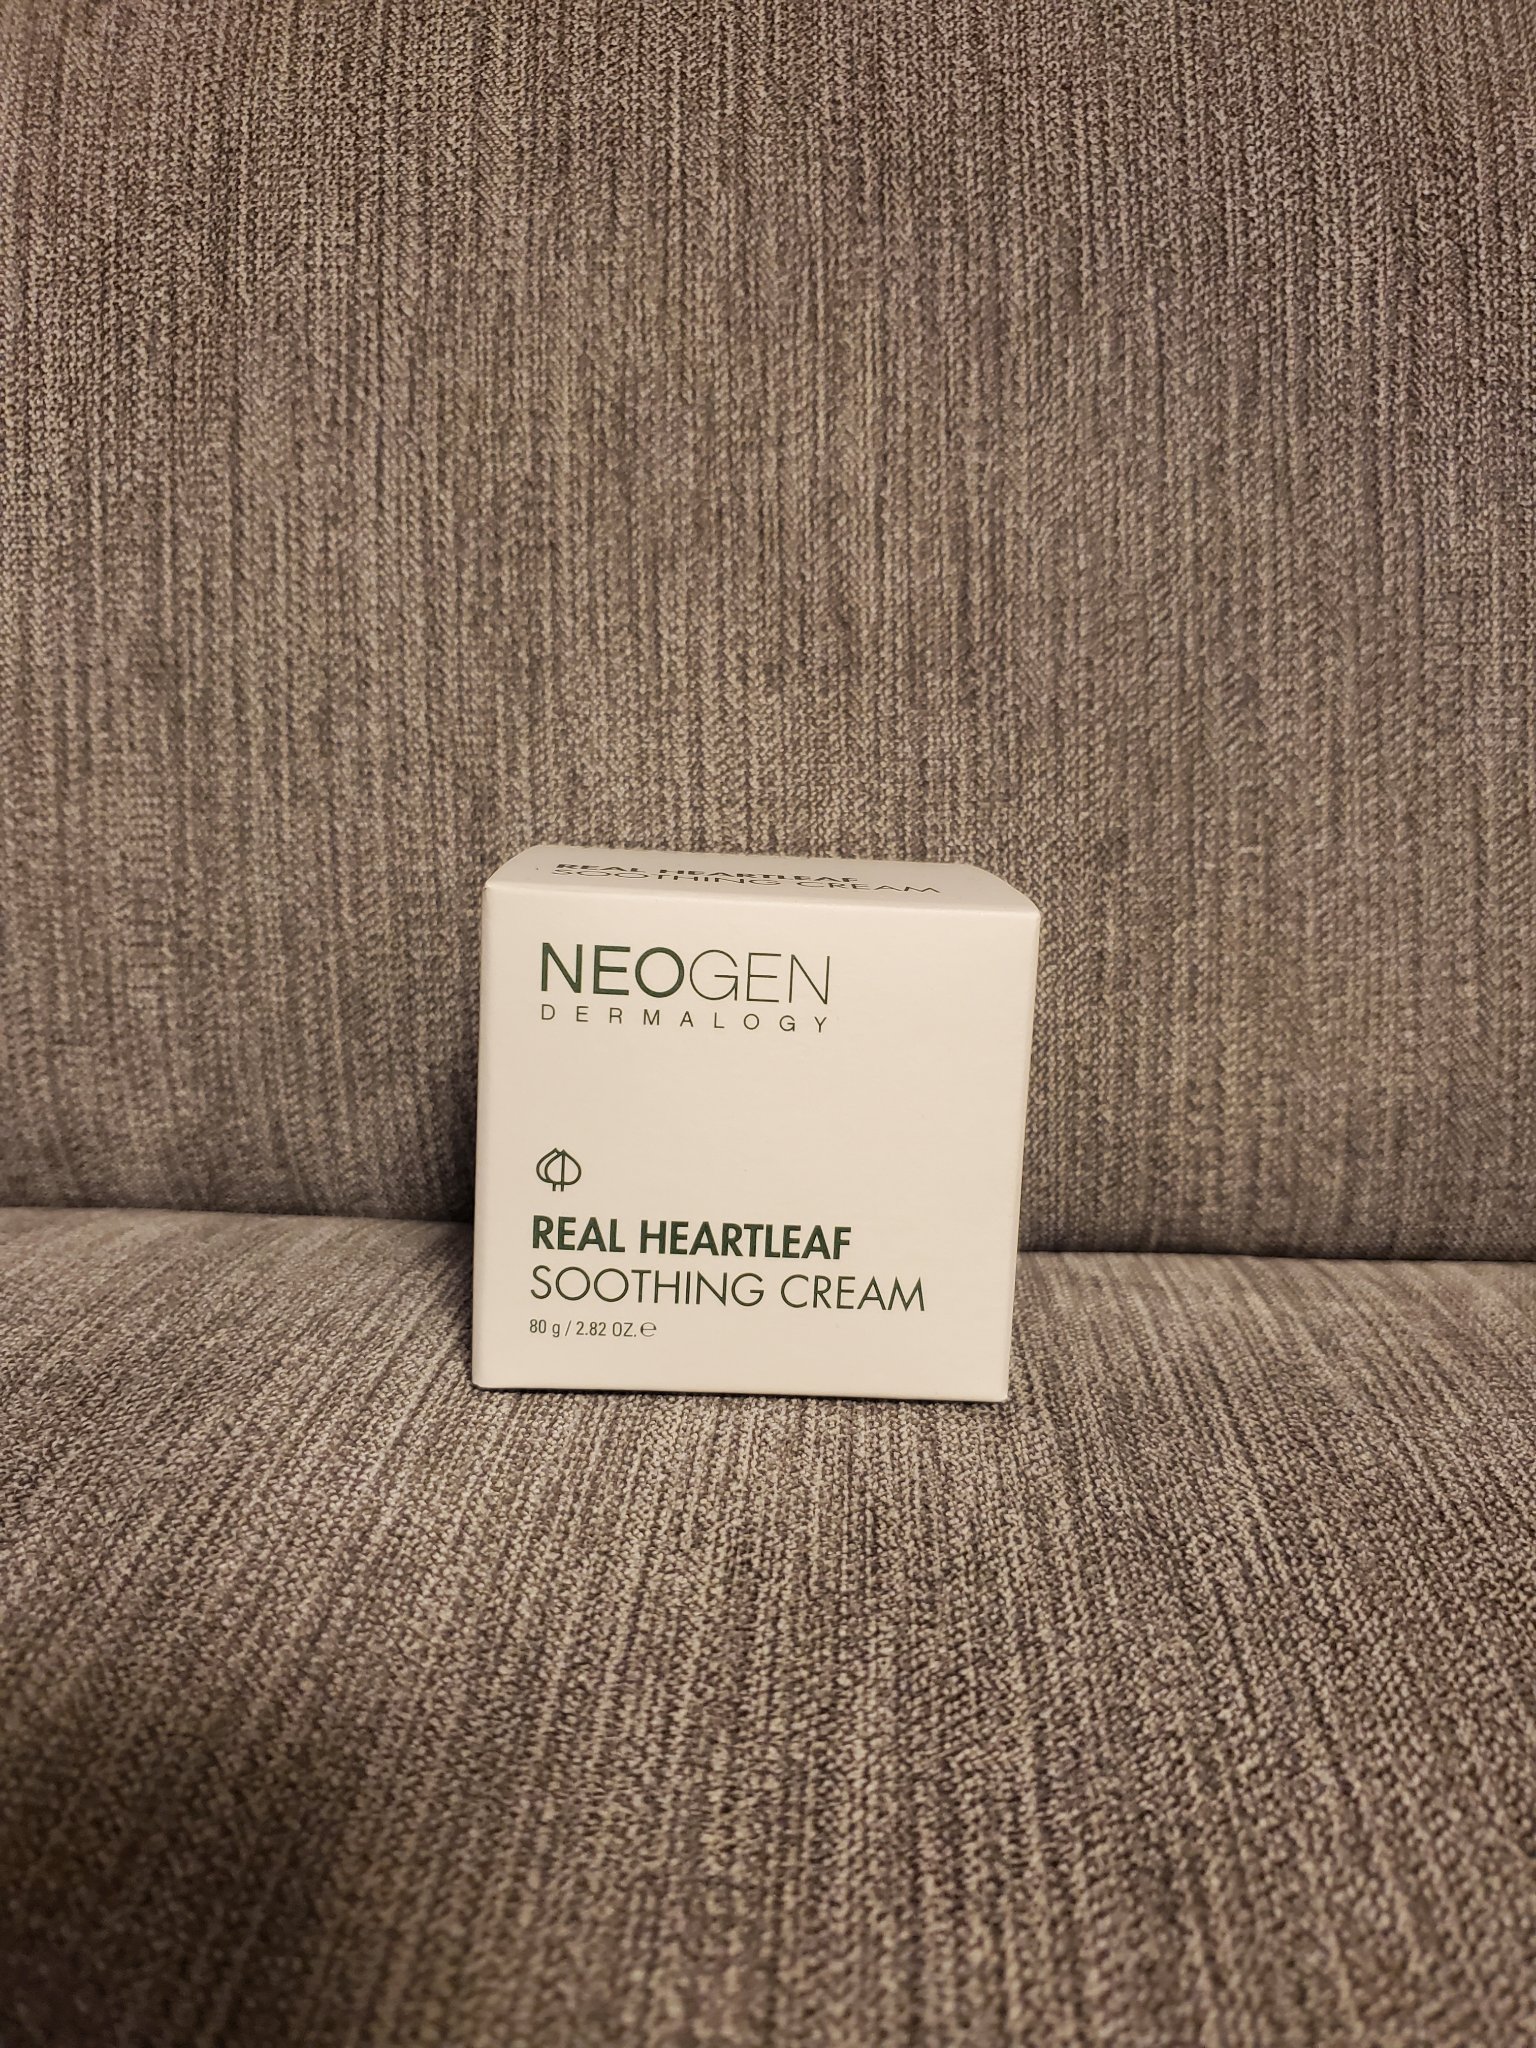 REAL HEARTLEAF
SOOTHING CREAM
NEOGEN
DERMALOGY
REAL HEARTLEAF
SOOTHING CREAM
80 g / 2.82 OZ. ℮